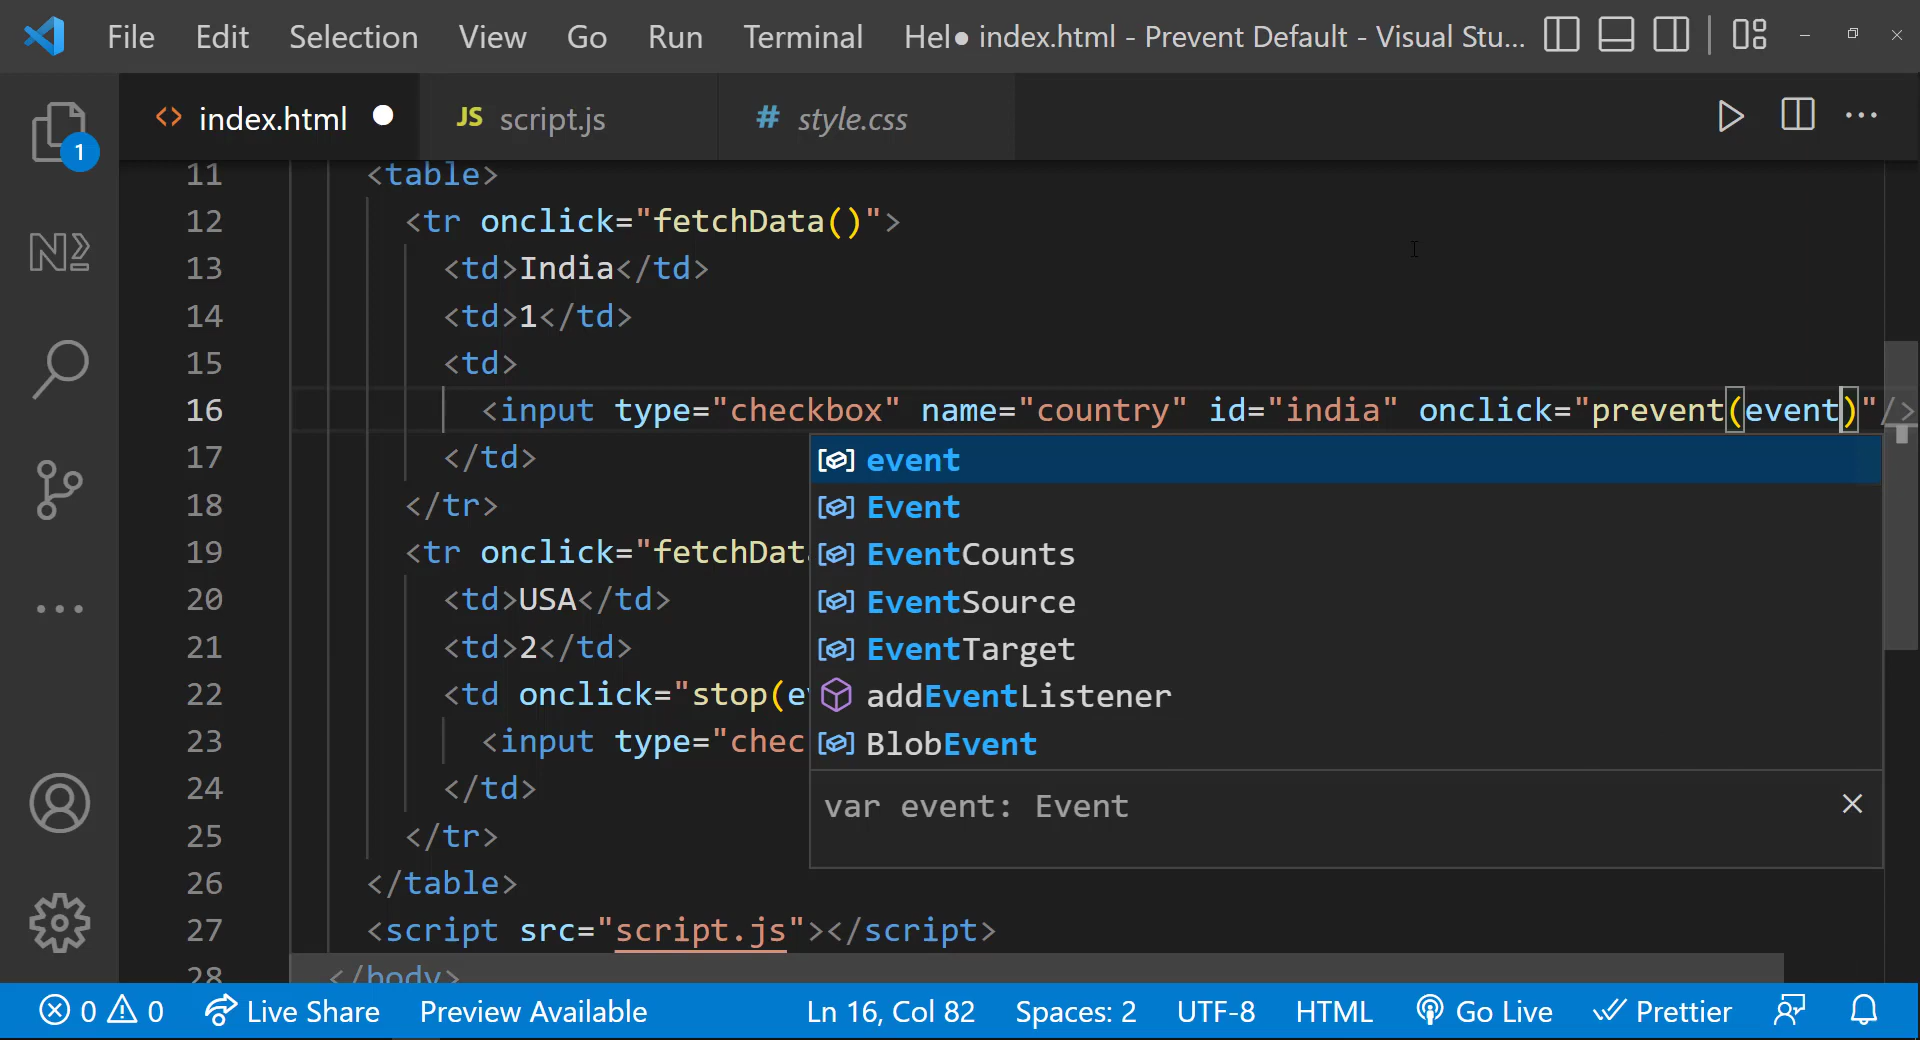 File Edit Selection View Go Run Terminal Hel● index.html - Prevent Default - Visual Stu...
index.html ● JS script.js # style.css
1
11 <table>
12 <tr onclick="fetchData()">
13 <td>India</td>
14 <td>1</td>
15 <td>
16 <input type="checkbox" name="country" id="india" onclick="prevent(event)"/>
17 </td>
18 </tr>
19 <tr onclick="fetchData
20 <td>USA</td>
21 <td>2</td>
22 <td onclick="stop(ev
23 <input type="chec
24 </td>
25 </tr>
26 </table>
27 <script src="script.js"></script>
28 </body>
event
Event
EventCounts
EventSource
EventTarget
addEventListener
BlobEvent
var event: Event
0 0 Live Share Preview Available Ln 16, Col 82 Spaces: 2 UTF-8 HTML Go Live Prettier